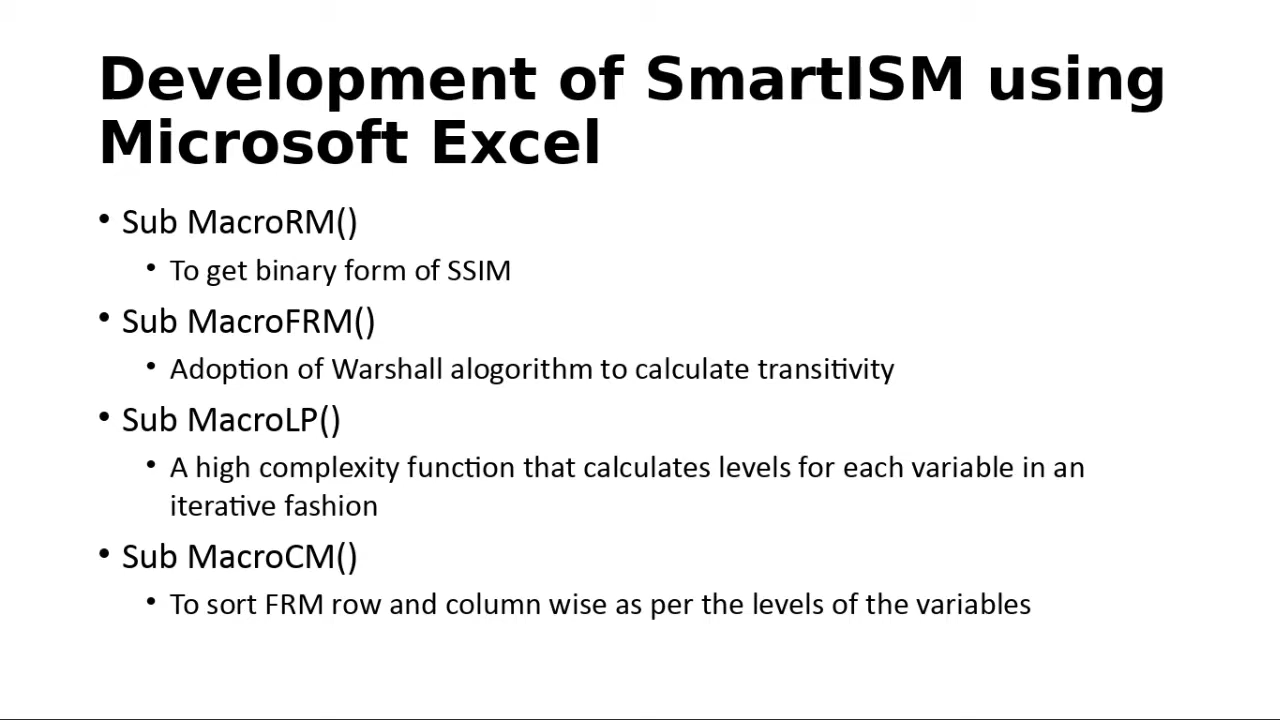 Development of SmartISM using
Microsoft Excel
• Sub MacroRM()
• To get binary form of SSIM
• Sub MacroFRM()
• Adoption of Warshall alogorithm to calculate transitivity
• Sub MacroLP()
• A high complexity function that calculates levels for each variable in an
iterative fashion
• Sub MacroCM()
• To sort FRM row and column wise as per the levels of the variables